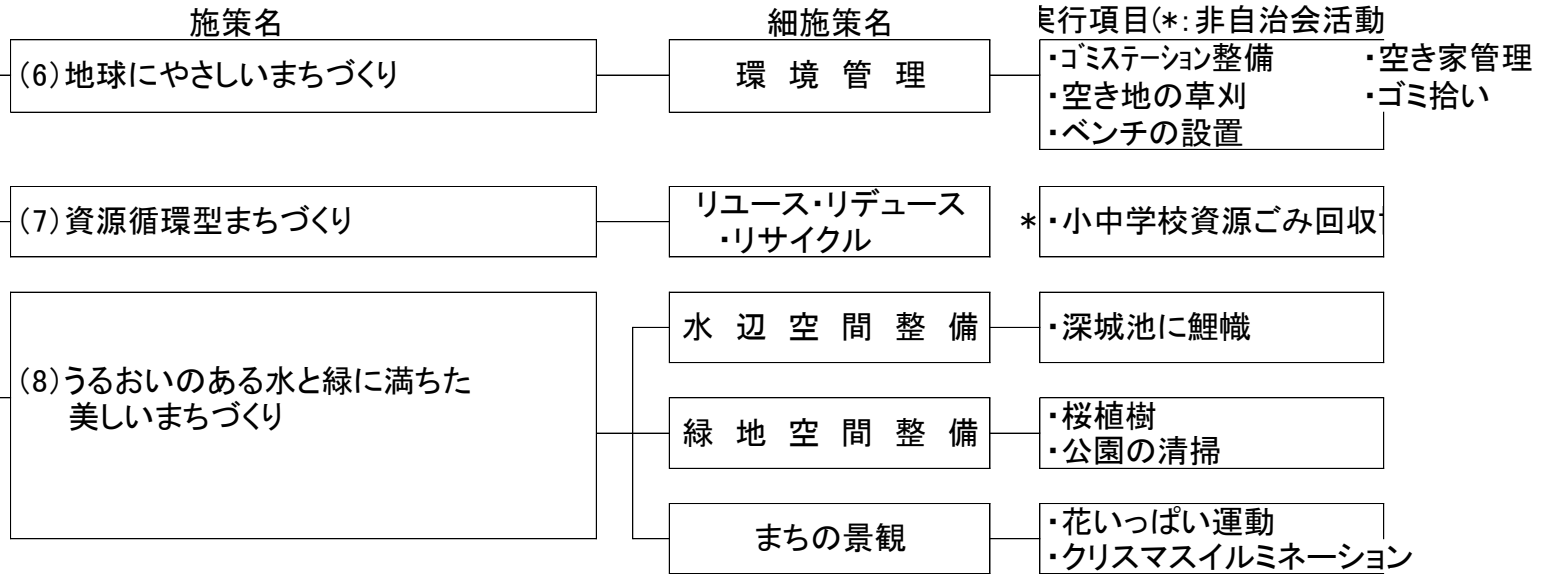 施策名
細施策名
実行項目(*:非自治会活動
(6)地球にやさしいまちづくり
環境管理
・ゴミステーション整備 ・空き家管理
・空き地の草刈 ・ゴミ拾い
・ベンチの設置
(7)資源循環型まちづくり
リユース・リデュース
・リサイクル
*・小中学校資源ごみ回収
(8)うるおいのある水と緑に満ちた
美しいまちづくり
水辺空間整備
・深城池に鯉幟
緑地空間整備
・桜植樹
・公園の清掃
まちの景観
・花いっぱい運動
・クリスマスイルミネーション